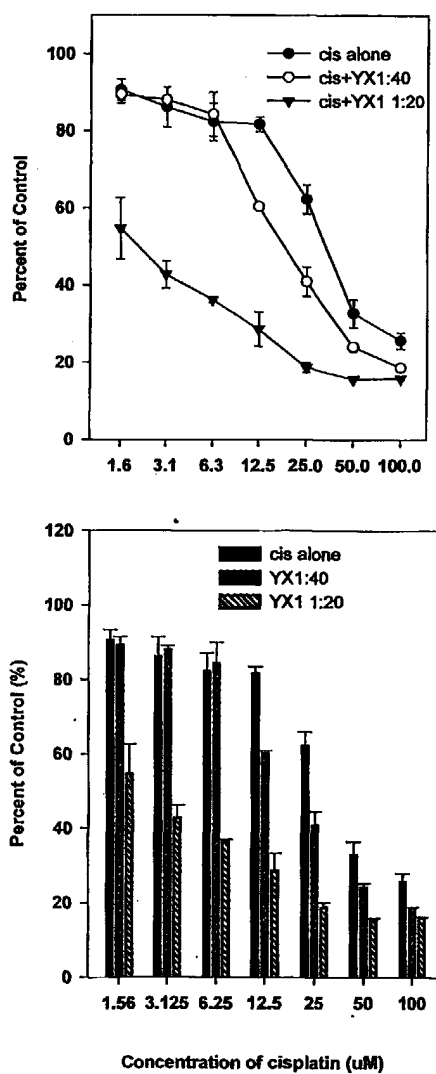 100
80
60
40
20
0
Percent of Control
cis alone
cis+YX1:40
cis+YX1 1:20
1.6 3.1 6.3 12.5 25.0 50.0 100.0
120
100
80
60
40
20
0
Percent of Control (%)
cis alone
YX1:40
YX1 1:20
1.56 3.125 6.25 12.5 25 50 100
Concentration of cisplatin (uM)